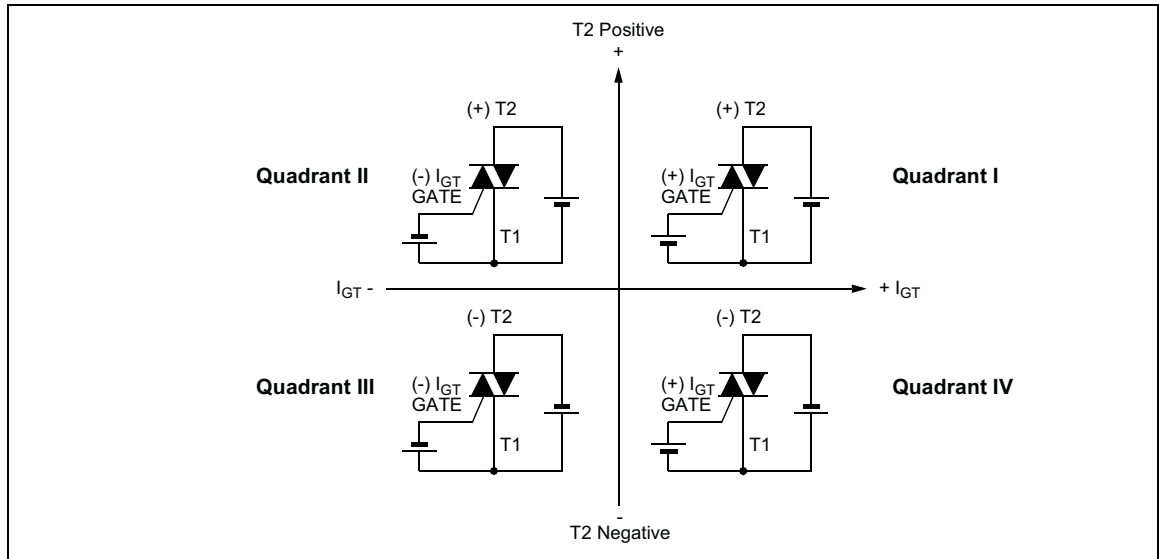 T2 Positive
+
(+) T2
(+) T2
Quadrant II
(-) IGT
GATE
(+) IGT
GATE
Quadrant I
T1
T1
IGT -
+ IGT
(-) T2
(-) T2
Quadrant III
(-) IGT
GATE
(+) IGT
GATE
Quadrant IV
T1
T1
-
T2 Negative